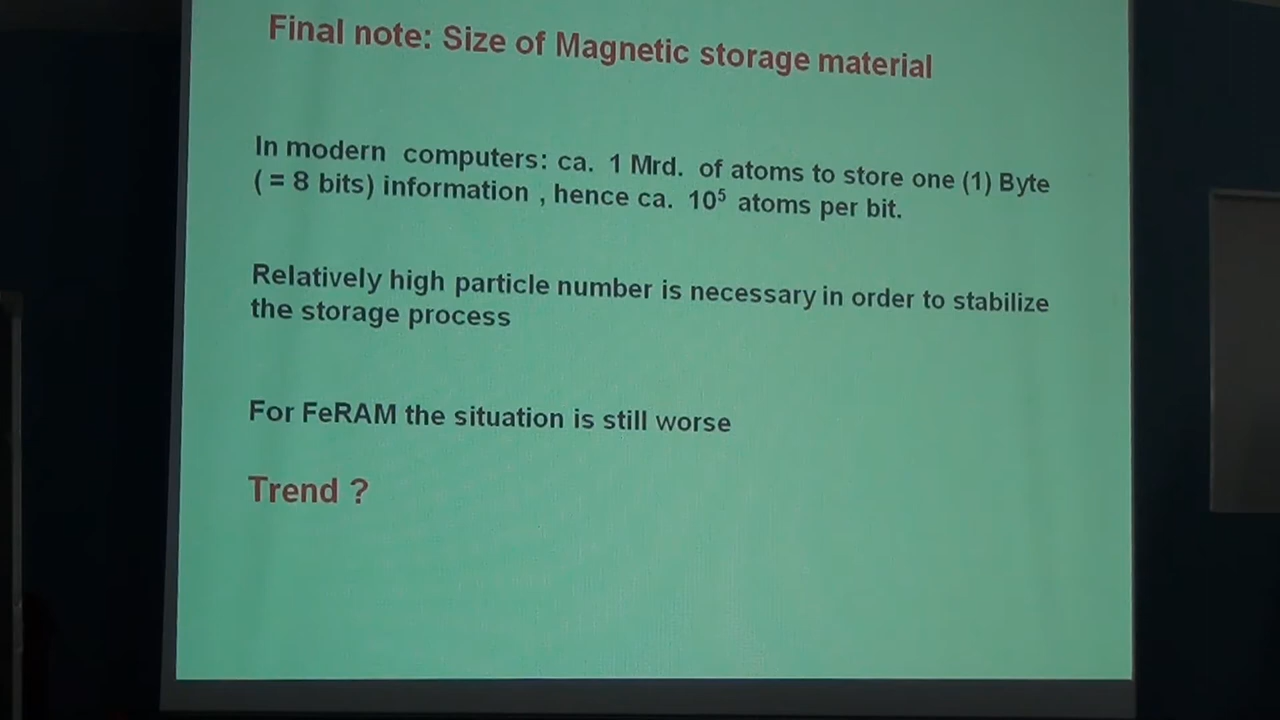 Final note: Size of Magnetic storage material
In modern computers: ca. 1 Mrd. of atoms to store one (1) Byte
( = 8 bits) information , hence ca. 10⁵ atoms per bit.
Relatively high particle number is necessary in order to stabilize
the storage process
For FeRAM the situation is still worse
Trend ?